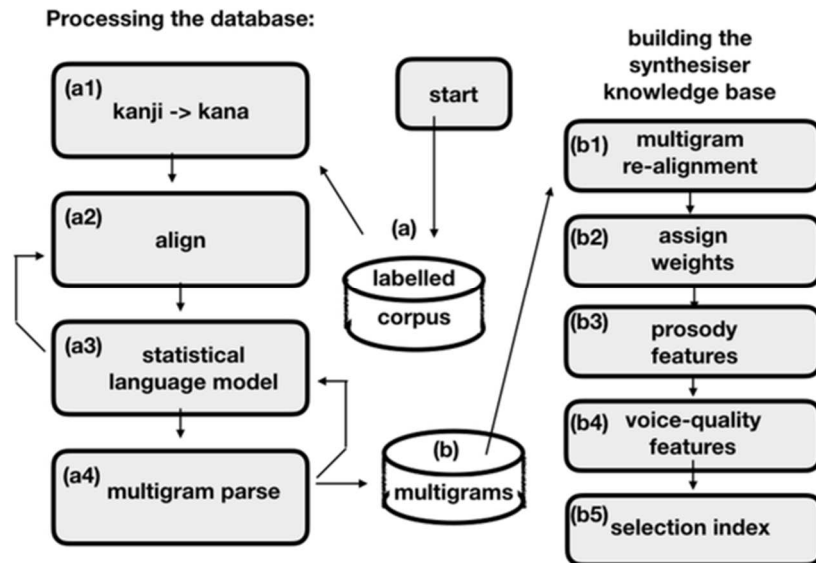 Processing the database:
(a1)
kanji -> kana
(a2)
align
(a3)
statistical
language model
(a4)
multigram parse
start
(a)
labelled
corpus
(b)
multigrams
building the
synthesiser
knowledge base
(b1)
multigram
re-alignment
(b2)
assign
weights
(b3)
prosody
features
(b4)
voice-quality
features
(b5)
selection index